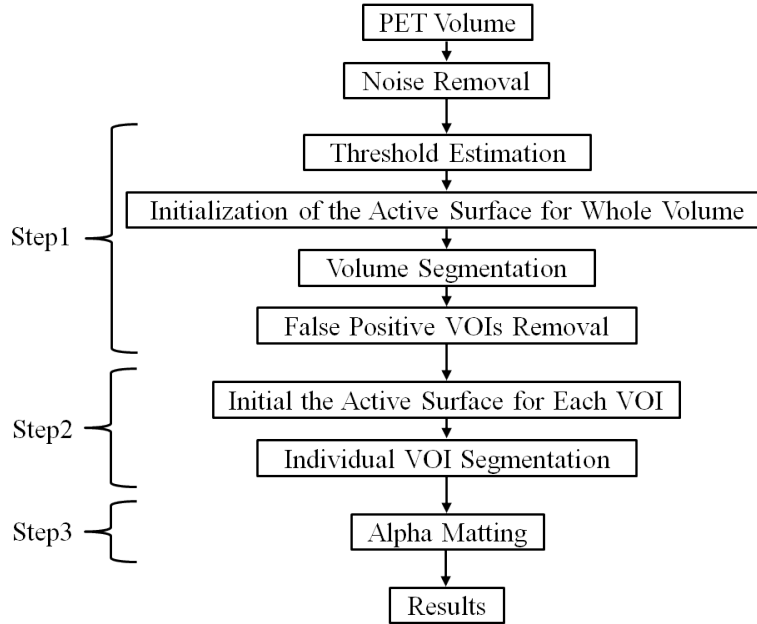 PET Volume
Noise Removal
Threshold Estimation
Initialization of the Active Surface for Whole Volume
Step1
Volume Segmentation
False Positive VOIs Removal
Initial the Active Surface for Each VOI
Step2
Individual VOI Segmentation
Step3
Alpha Matting
Results